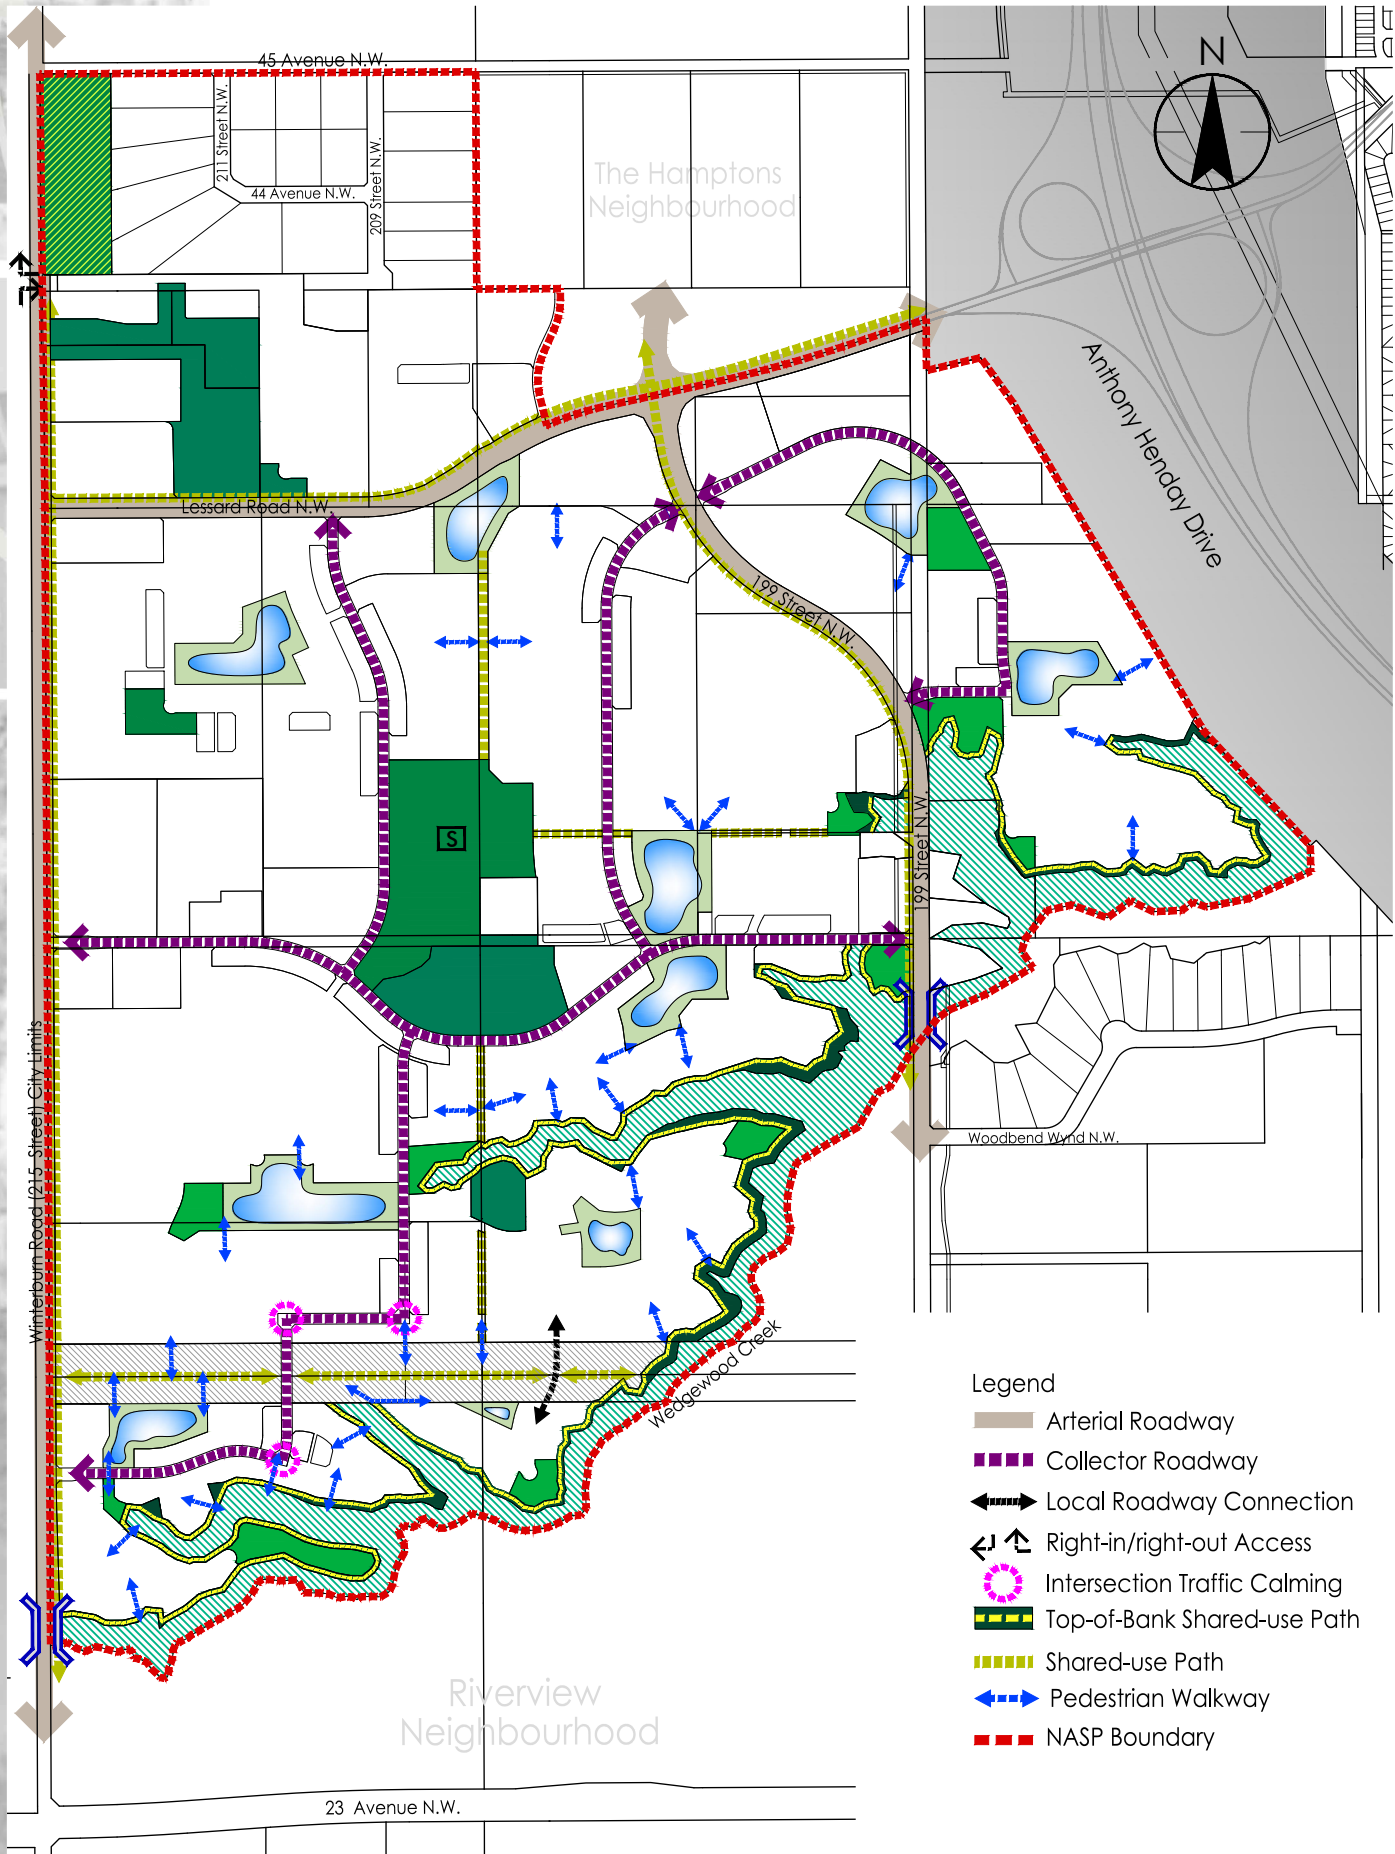 45 Avenue N.W.
N
211 Street N.W.
209 Street N.W.
44 Avenue N.W.
The Hamptons
Neighbourhood
Anthony Henday Drive
Lessard Road N.W.
199 Street N.W.
S
199 Street N.W.
Winterburn Road (215 Street) City Limits
Woodbend Wynd N.W.
Wedgewood Creek
Legend
Arterial Roadway
Collector Roadway
Local Roadway Connection
Right-in/right-out Access
Intersection Traffic Calming
Top-of-Bank Shared-use Path
Shared-use Path
Pedestrian Walkway
NASP Boundary
Riverview
Neighbourhood
23 Avenue N.W.